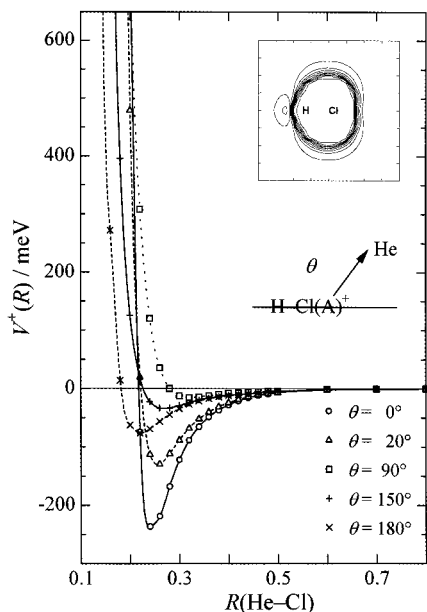 600
400
200
0
-200
V⁺(R) / meV
0.1
0.3
0.5
0.7
R(He–Cl)
H Cl
θ
He
H–Cl(A)⁺
θ = 0°
θ = 20°
θ = 90°
θ = 150°
θ = 180°